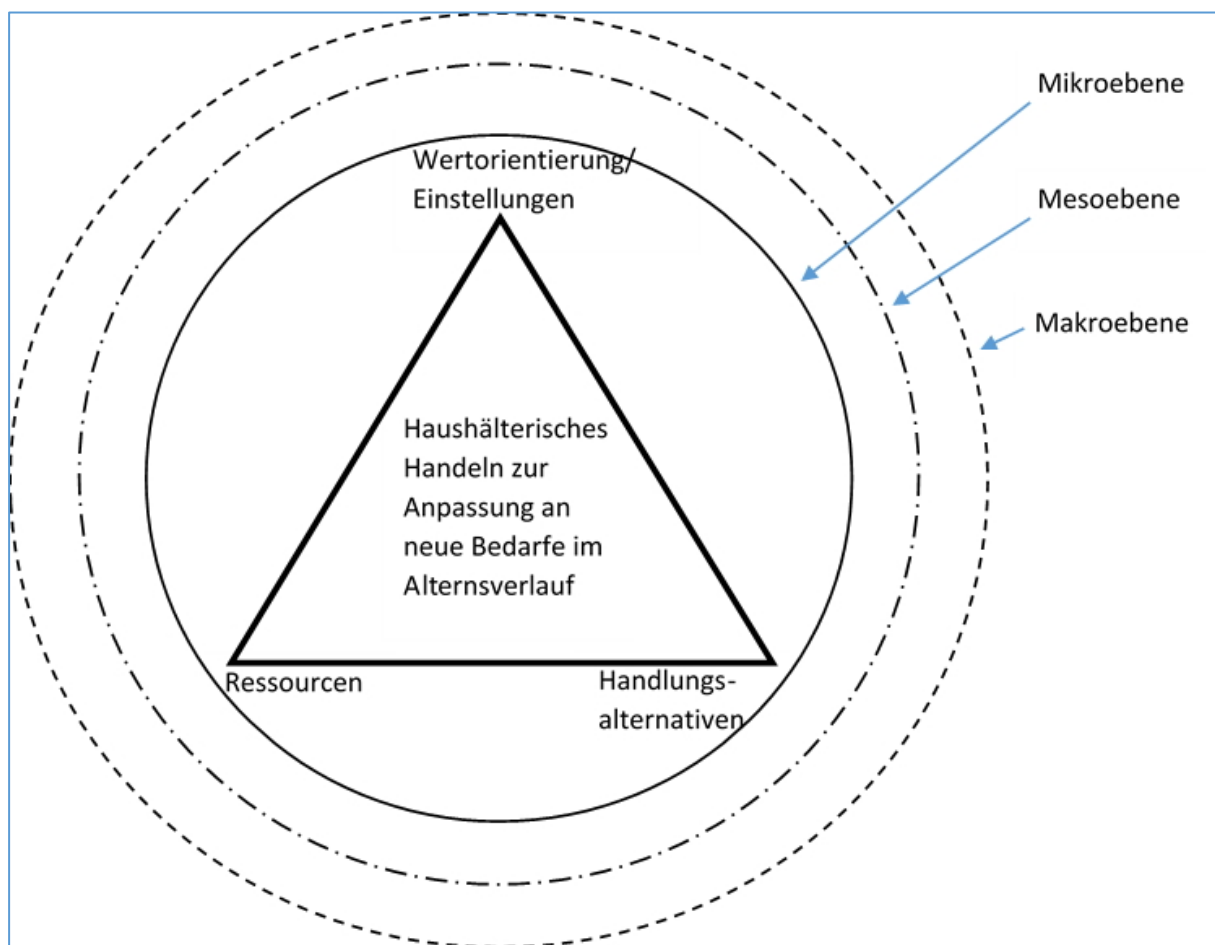 Mikroebene
Wertorientierung/
Einstellungen
Mesoebene
Makroebene
Haushälterisches
Handeln zur
Anpassung an
neue Bedarfe im
Alternsverlauf
Ressourcen
Handlungs-
alternativen